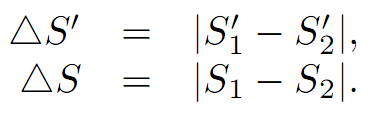 △S′ = |S′₁ − S′₂|,
△S = |S₁ − S₂|.